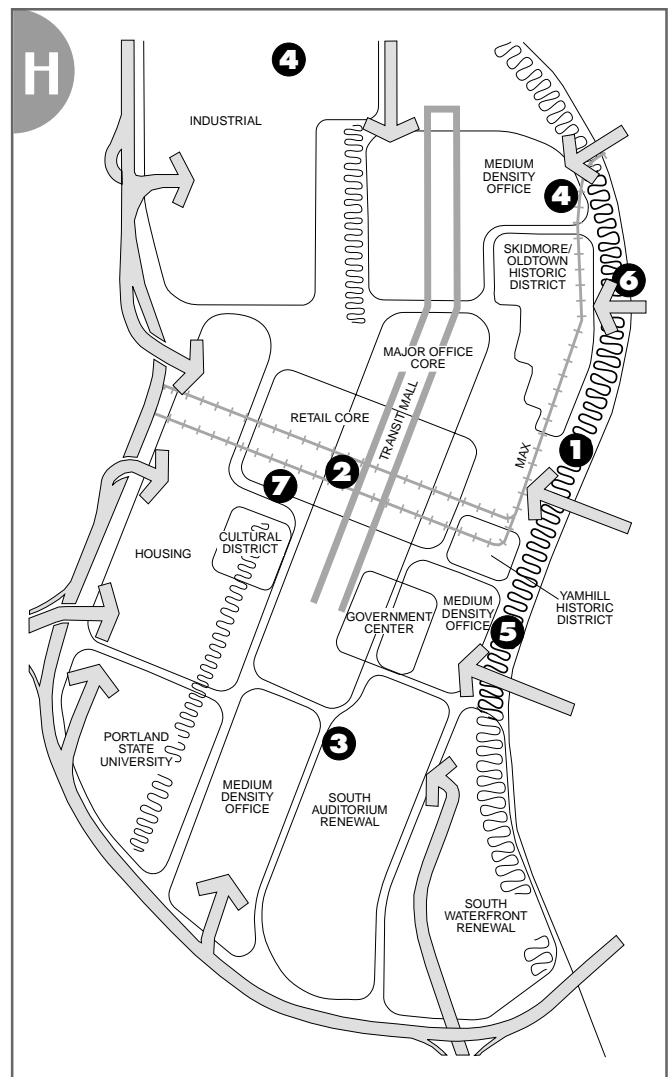 H
4
INDUSTRIAL
MEDIUM
DENSITY
OFFICE
4
SKIDMORE/
OLDTOWN
HISTORIC
DISTRICT
6
MAJOR OFFICE
CORE
TRANSIT MALL
RETAIL CORE
MAX
1
2
7
CULTURAL
DISTRICT
HOUSING
YAMHILL
HISTORIC
DISTRICT
GOVERNMENT
CENTER
MEDIUM
DENSITY
OFFICE
5
PORTLAND
STATE
UNIVERSITY
3
MEDIUM
DENSITY
OFFICE
SOUTH
AUDITORIUM
RENEWAL
SOUTH
WATERFRONT
RENEWAL